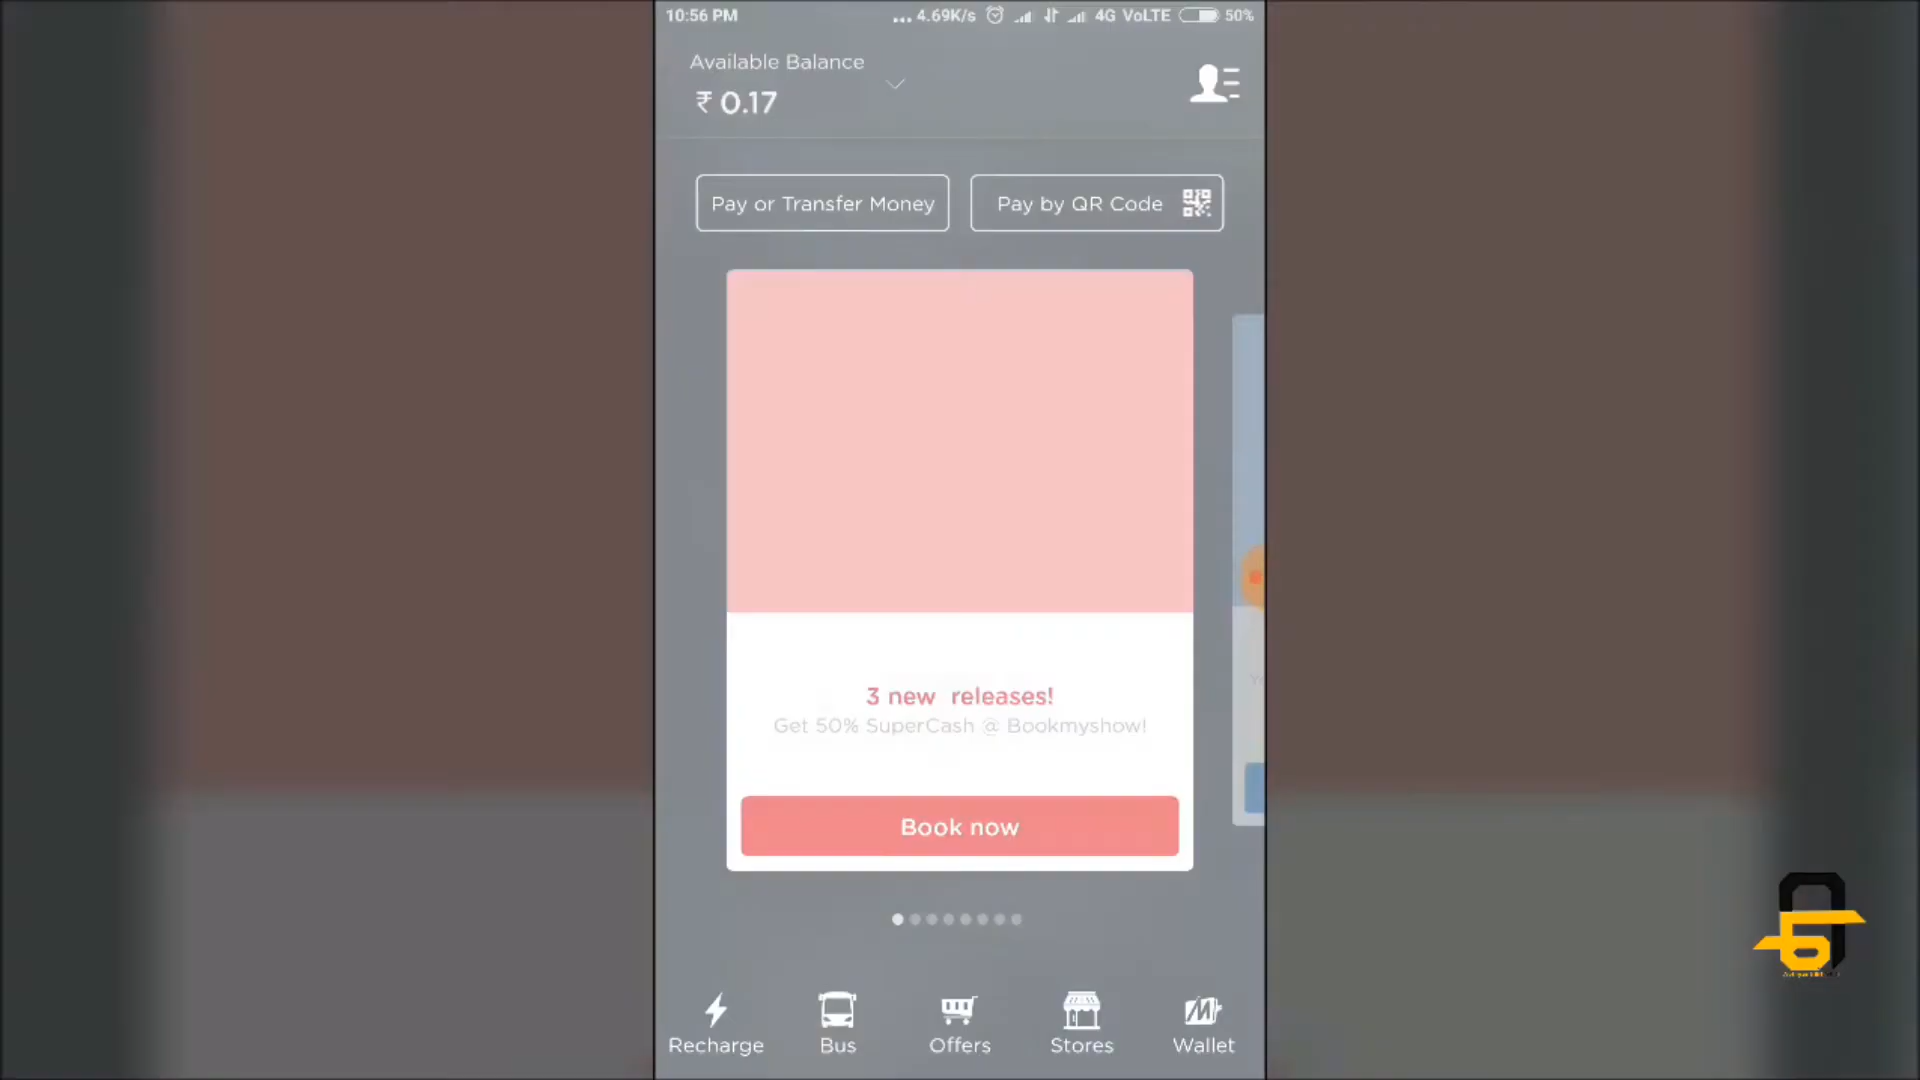 10:56 PM
... 4.69K/s 4G VoLTE 50%
Available Balance
₹ 0.17
Pay or Transfer Money
Pay by QR Code
3 new releases!
Get 50% SuperCash @ Bookmyshow!
Book now
Recharge
Bus
Offers
Stores
Wallet